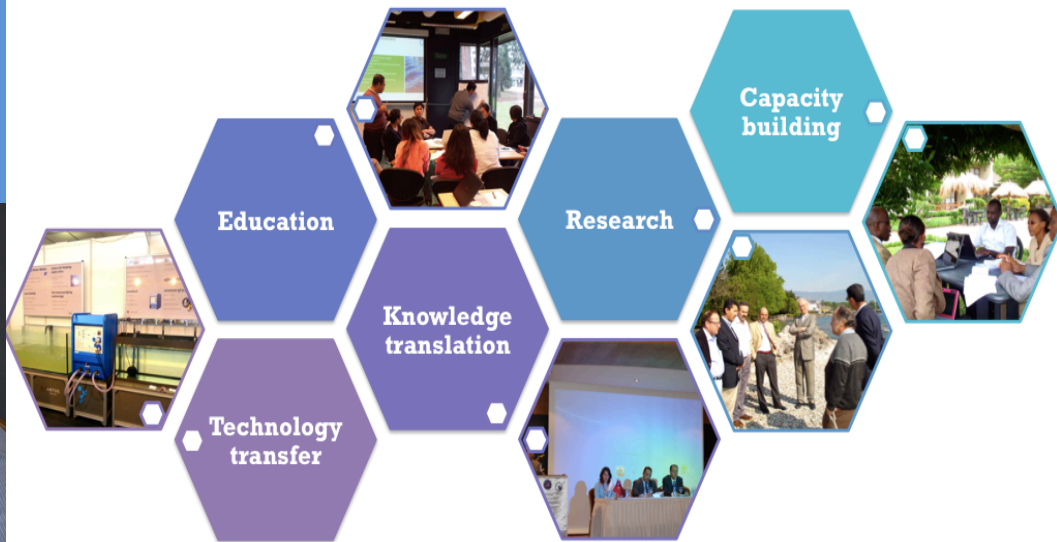 Capacity
building
Education
Research
Knowledge
translation
Technology
transfer